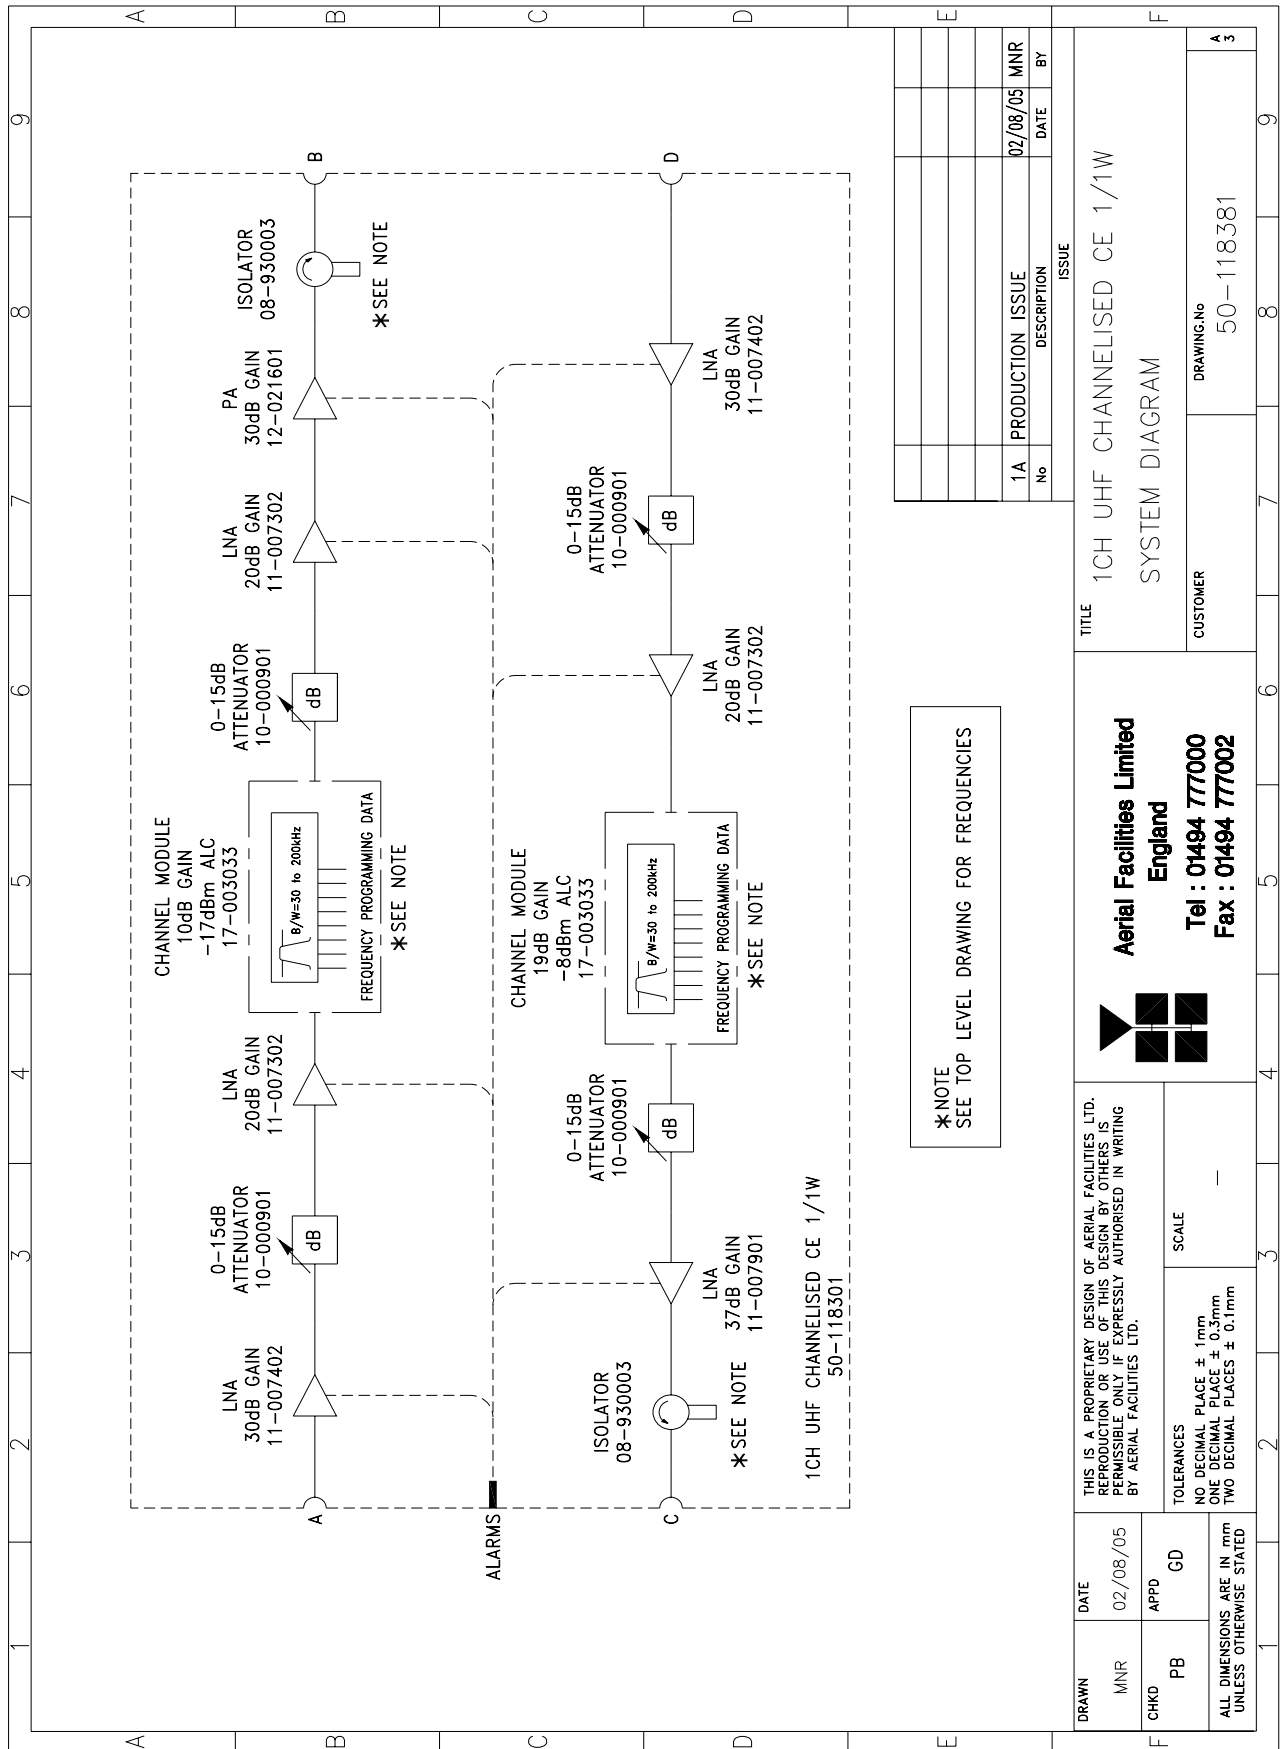 1 2 3 4 5 6 7 8 9
A
B
C
D
E
F
CHANNEL MODULE
10dB GAIN
-17dBm ALC
17-003033
LNA
30dB GAIN
11-007402
0-15dB
ATTENUATOR
10-000901
LNA
20dB GAIN
11-007302
0-15dB
ATTENUATOR
10-000901
LNA
20dB GAIN
11-007302
PA
30dB GAIN
12-021601
ISOLATOR
08-930003
A
dB
B/W=30 to 200kHz
FREQUENCY PROGRAMMING DATA
dB
B
*SEE NOTE
*SEE NOTE
ALARMS
CHANNEL MODULE
19dB GAIN
-8dBm ALC
17-003033
ISOLATOR
08-930003
0-15dB
ATTENUATOR
10-000901
0-15dB
ATTENUATOR
10-000901
C
dB
B/W=30 to 200kHz
FREQUENCY PROGRAMMING DATA
dB
D
*SEE NOTE
LNA
37dB GAIN
11-007901
*SEE NOTE
LNA
20dB GAIN
11-007302
LNA
30dB GAIN
11-007402
1CH UHF CHANNELISED CE 1/1W
50-118301
*NOTE
SEE TOP LEVEL DRAWING FOR FREQUENCIES
1A PRODUCTION ISSUE 02/08/05 MNR
No DESCRIPTION DATE BY
ISSUE
DRAWN
MNR
DATE
02/08/05
CHKD
PB
APPD
GD
ALL DIMENSIONS ARE IN mm
UNLESS OTHERWISE STATED
THIS IS A PROPRIETARY DESIGN OF AERIAL FACILITIES LTD.
REPRODUCTION OR USE OF THIS DESIGN BY OTHERS IS
PERMISSIBLE ONLY IF EXPRESSLY AUTHORISED IN WRITING
BY AERIAL FACILITIES LTD.
TOLERANCES
NO DECIMAL PLACE ± 1mm
ONE DECIMAL PLACE ± 0.3mm
TWO DECIMAL PLACES ± 0.1mm
SCALE
—
Aerial Facilities Limited
England
Tel : 01494 777000
Fax : 01494 777002
TITLE
1CH UHF CHANNELISED CE 1/1W
SYSTEM DIAGRAM
CUSTOMER
DRAWING.No
50-118381
A
3
1 2 3 4 5 6 7 8 9
A
B
C
D
E
F